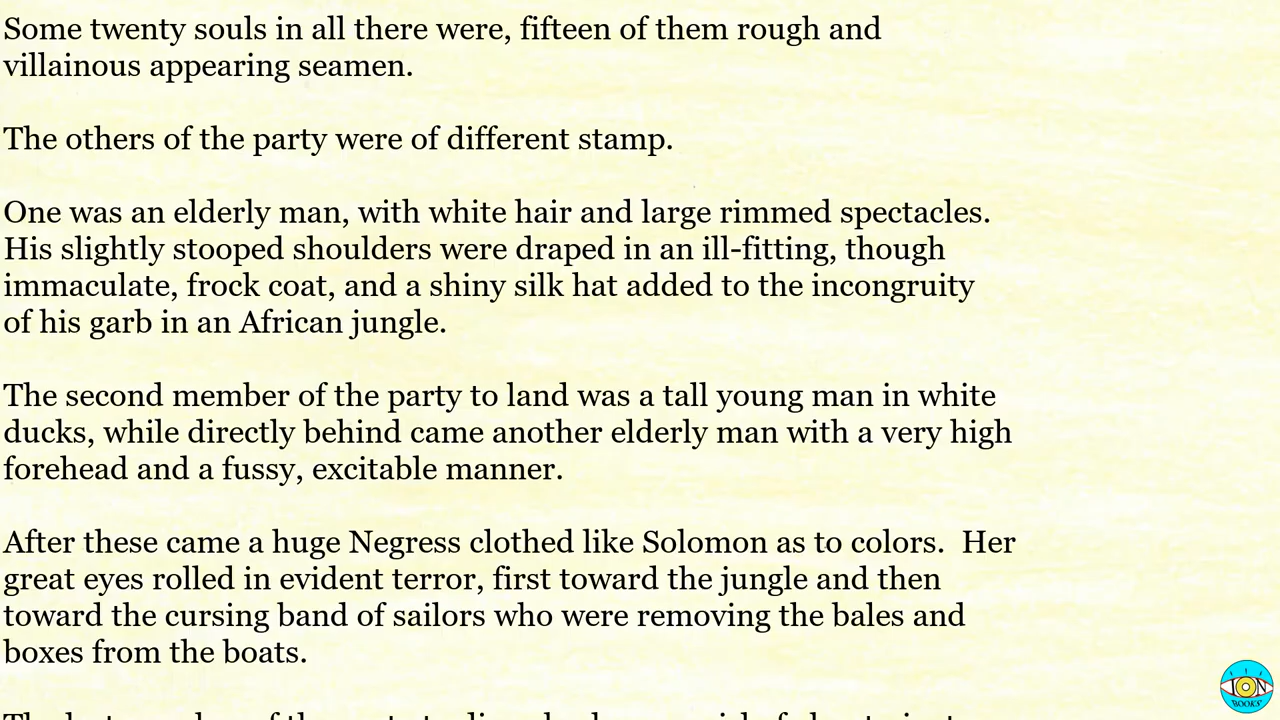 Some twenty souls in all there were, fifteen of them rough and
villainous appearing seamen.
The others of the party were of different stamp.
One was an elderly man, with white hair and large rimmed spectacles.
His slightly stooped shoulders were draped in an ill-fitting, though
immaculate, frock coat, and a shiny silk hat added to the incongruity
of his garb in an African jungle.
The second member of the party to land was a tall young man in white
ducks, while directly behind came another elderly man with a very high
forehead and a fussy, excitable manner.
After these came a huge Negress clothed like Solomon as to colors.  Her
great eyes rolled in evident terror, first toward the jungle and then
toward the cursing band of sailors who were removing the bales and
boxes from the boats.
ION
BOOKS